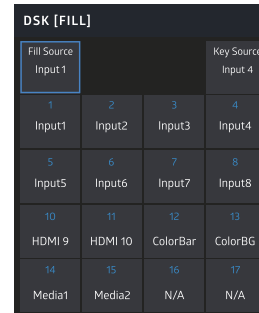 DSK [FILL]
Fill Source Key Source
Input 1 Input 4
1 2 3 4
Input1 Input2 Input3 Input4
5 6 7 8
Input5 Input6 Input7 Input8
10 11 12 13
HDMI 9 HDMI 10 ColorBar ColorBG
14 15 16 17
Media1 Media2 N/A N/A